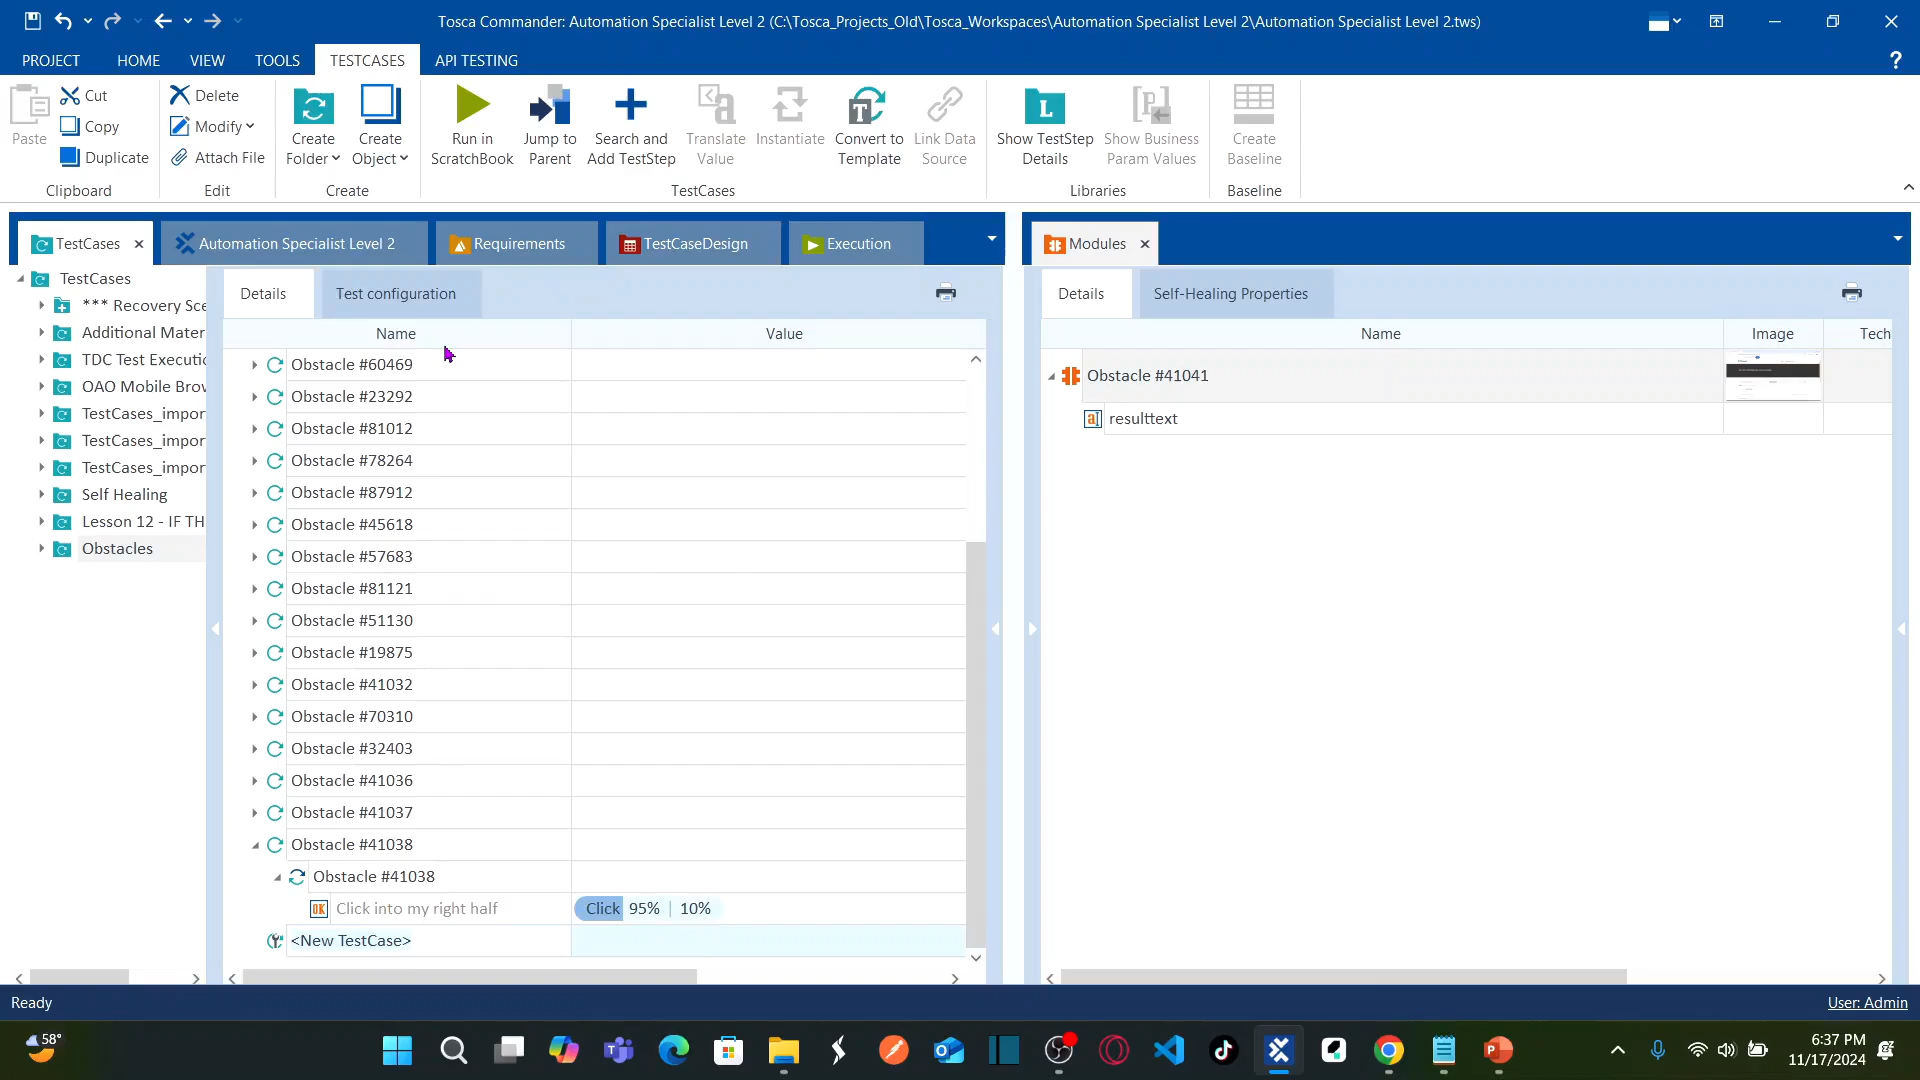 Tosca Commander: Automation Specialist Level 2 (C:\Tosca_Projects_Old\Tosca_Workspaces\Automation Specialist Level 2\Automation Specialist Level 2.tws)
PROJECT HOME VIEW TOOLS TESTCASES API TESTING ?
Paste
Cut
Copy
Duplicate
Clipboard
Delete
Modify
Attach File
Edit
Create Folder
Create Object
Create
Run in ScratchBook
Jump to Parent
Search and Add TestStep
Translate Value
Instantiate
Convert to Template
Link Data Source
TestCases
Show TestStep Details
Show Business Param Values
Libraries
Create Baseline
Baseline
TestCases Automation Specialist Level 2 Requirements TestCaseDesign Execution
TestCases
*** Recovery Sce
Additional Mater
TDC Test Executio
OAO Mobile Brow
TestCases_impor
TestCases_impor
TestCases_impor
Self Healing
Lesson 12 - IF TH
Obstacles
Details Test configuration
Name Value
Obstacle #60469
Obstacle #23292
Obstacle #81012
Obstacle #78264
Obstacle #87912
Obstacle #45618
Obstacle #57683
Obstacle #81121
Obstacle #51130
Obstacle #19875
Obstacle #41032
Obstacle #70310
Obstacle #32403
Obstacle #41036
Obstacle #41037
Obstacle #41038
Obstacle #41038
Click into my right half Click 95% | 10%
<New TestCase>
Modules
Details Self-Healing Properties
Name Image Tech
Obstacle #41041
resulttext
Ready User: Admin
58°
6:37 PM
11/17/2024